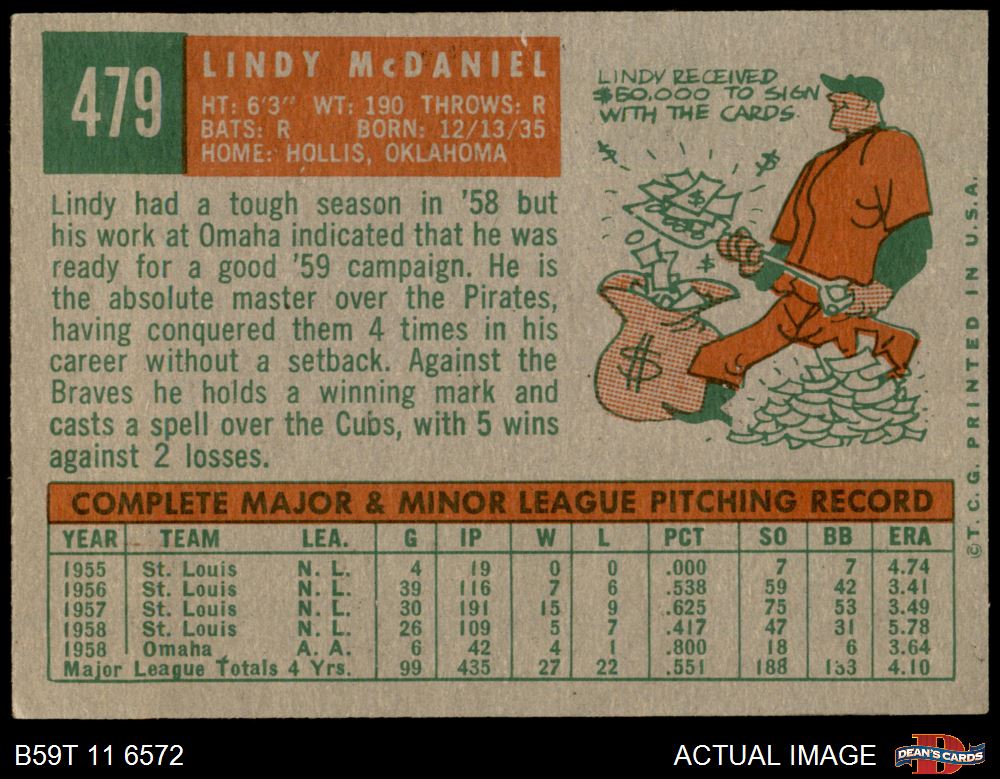 479
LINDY McDANIEL
HT: 6'3" WT: 190 THROWS: R
BATS: R BORN: 12/13/35
HOME: HOLLIS, OKLAHOMA
LINDY RECEIVED
$50,000 TO SIGN
WITH THE CARDS.
Lindy had a tough season in '58 but
his work at Omaha indicated that he was
ready for a good '59 campaign. He is
the absolute master over the Pirates,
having conquered them 4 times in his
career without a setback. Against the
Braves he holds a winning mark and
casts a spell over the Cubs, with 5 wins
against 2 losses.
$
$
$
$
$
COMPLETE MAJOR & MINOR LEAGUE PITCHING RECORD
YEAR TEAM LEA. G IP W L PCT SO BB ERA
1955 St. Louis N. L. 4 19 0 0 .000 7 7 4.74
1956 St. Louis N. L. 39 116 7 6 .538 59 42 3.41
1957 St. Louis N. L. 30 191 15 9 .625 75 53 3.49
1958 St. Louis N. L. 26 109 5 7 .417 47 31 5.78
1958 Omaha A. A. 6 42 4 1 .800 18 6 3.64
Major League Totals 4 Yrs. 99 435 27 22 .551 188 133 4.10
© T. C. G. PRINTED IN U.S.A.
B59T 11 6572
ACTUAL IMAGE
D
DEAN'S CARDS